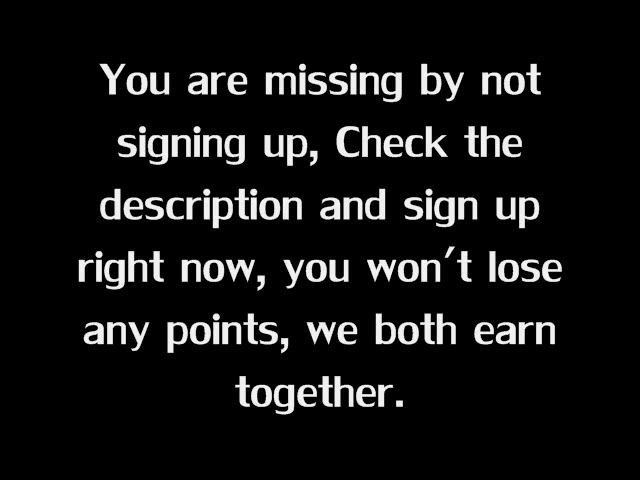 You are missing by not
signing up, Check the
description and sign up
right now, you won't lose
any points, we both earn
together.